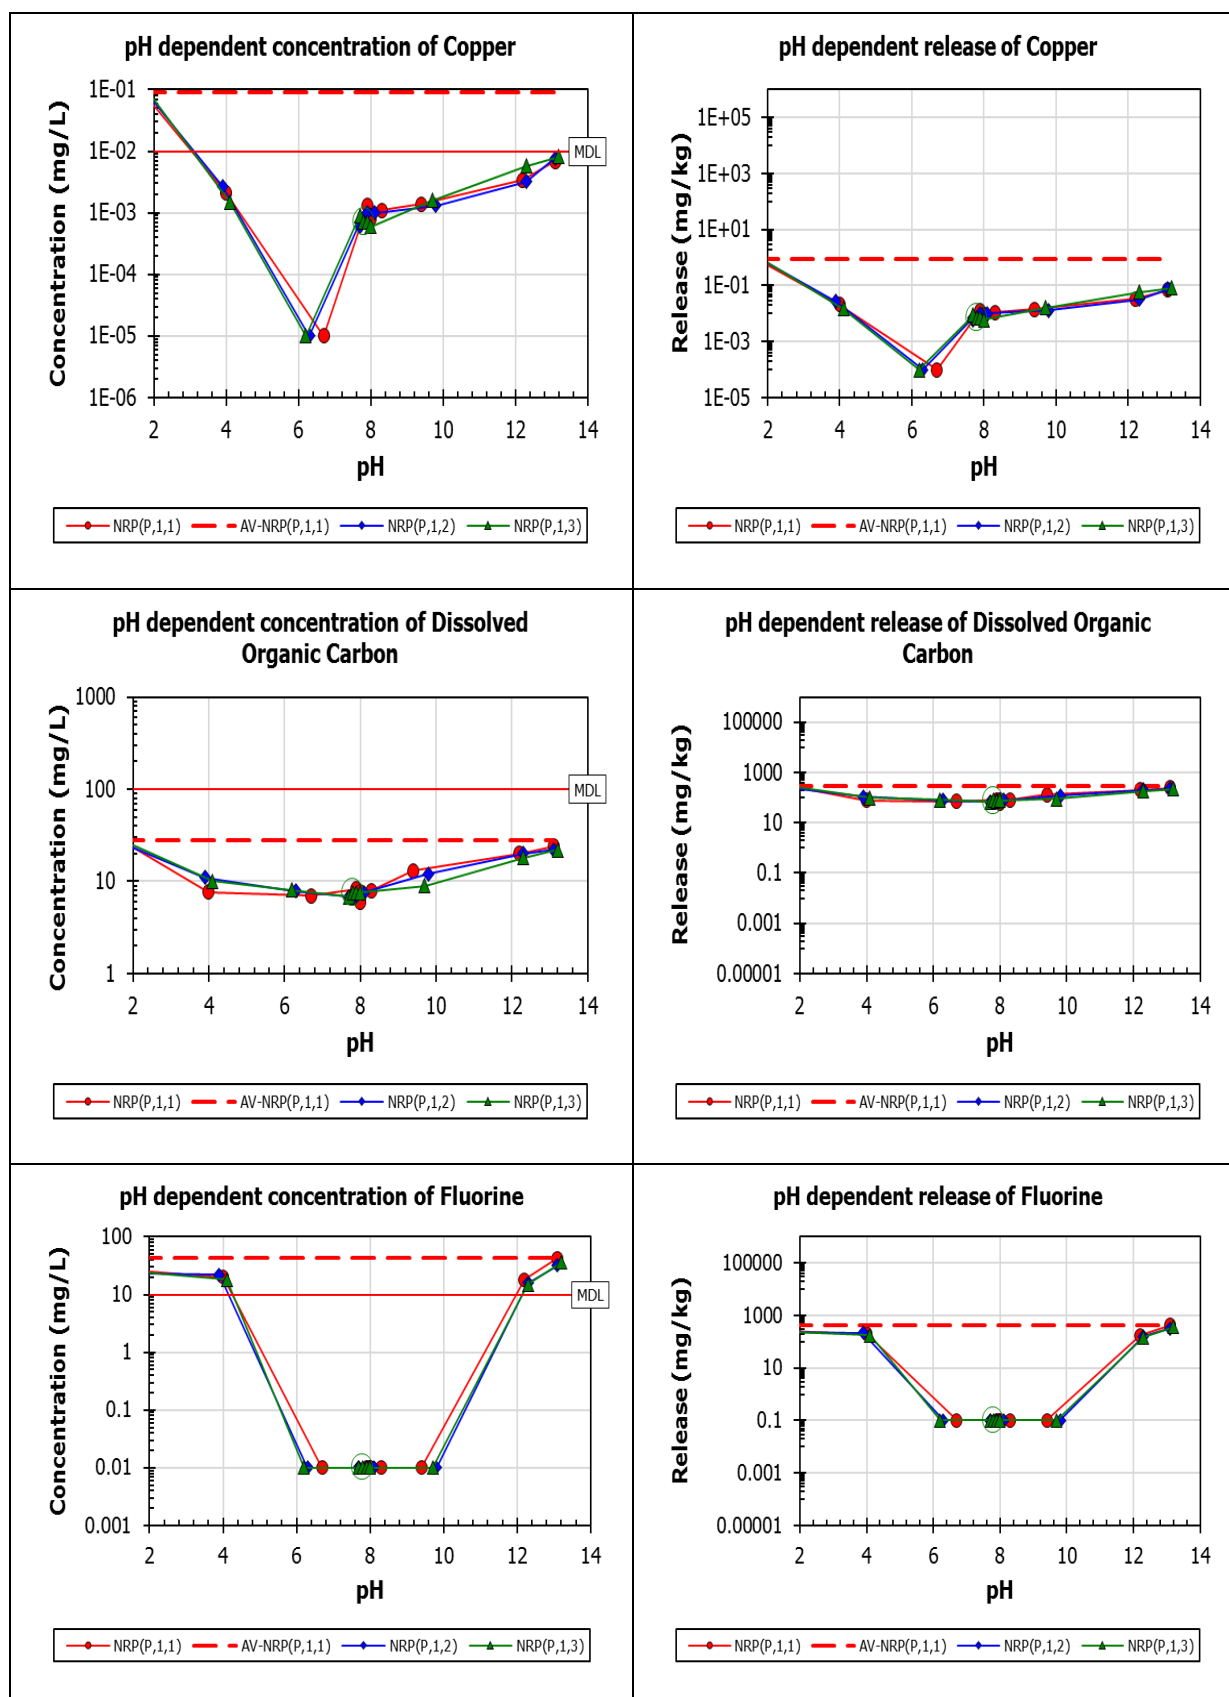 pH dependent concentration of Copper
Concentration (mg/L)
1E-01
1E-02
1E-03
1E-04
1E-05
1E-06
MDL
2 4 6 8 10 12 14
pH
NRP(P,1,1) AV-NRP(P,1,1) NRP(P,1,2) NRP(P,1,3)
pH dependent release of Copper
Release (mg/kg)
1E+05
1E+03
1E+01
1E-01
1E-03
1E-05
2 4 6 8 10 12 14
pH
NRP(P,1,1) AV-NRP(P,1,1) NRP(P,1,2) NRP(P,1,3)
pH dependent concentration of Dissolved
Organic Carbon
Concentration (mg/L)
1000
100
10
1
MDL
2 4 6 8 10 12 14
pH
NRP(P,1,1) AV-NRP(P,1,1) NRP(P,1,2) NRP(P,1,3)
pH dependent release of Dissolved Organic
Carbon
Release (mg/kg)
100000
1000
10
0.1
0.001
0.00001
2 4 6 8 10 12 14
pH
NRP(P,1,1) AV-NRP(P,1,1) NRP(P,1,2) NRP(P,1,3)
pH dependent concentration of Fluorine
Concentration (mg/L)
100
10
1
0.1
0.01
0.001
MDL
2 4 6 8 10 12 14
pH
NRP(P,1,1) AV-NRP(P,1,1) NRP(P,1,2) NRP(P,1,3)
pH dependent release of Fluorine
Release (mg/kg)
100000
1000
10
0.1
0.001
0.00001
2 4 6 8 10 12 14
pH
NRP(P,1,1) AV-NRP(P,1,1) NRP(P,1,2) NRP(P,1,3)